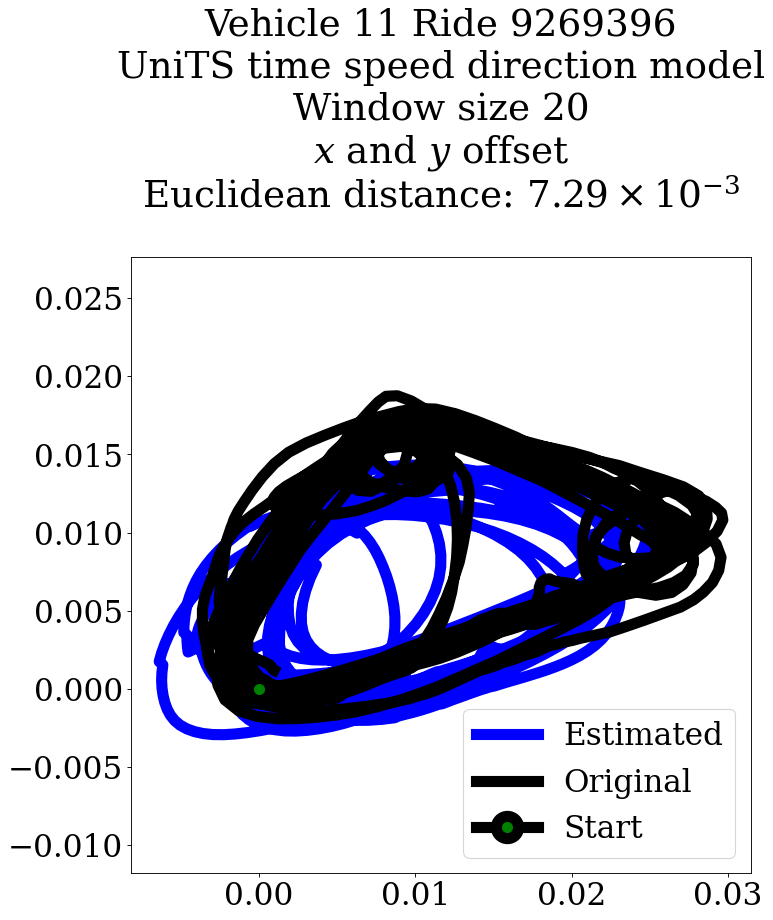 Vehicle 11 Ride 9269396
UniTS time speed direction model
Window size 20
x and y offset
Euclidean distance: 7.29 × 10⁻³
0.025
0.020
0.015
0.010
0.005
0.000
−0.005
−0.010
0.00 0.01 0.02 0.03
Estimated
Original
Start